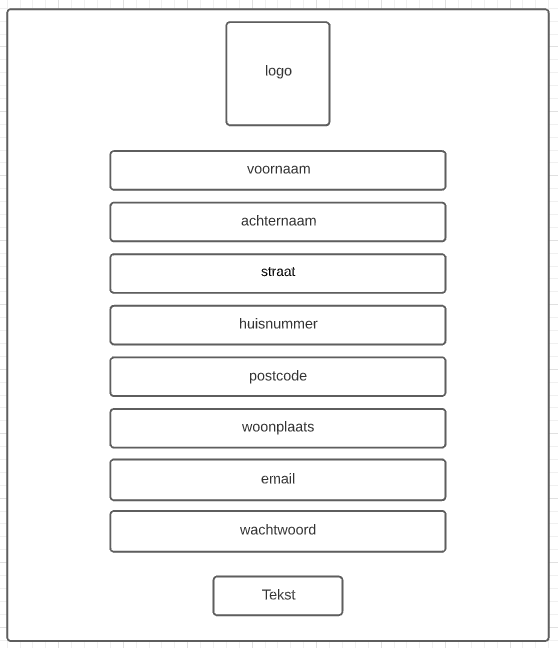 logo
voornaam
achternaam
straat
huisnummer
postcode
woonplaats
email
wachtwoord
Tekst